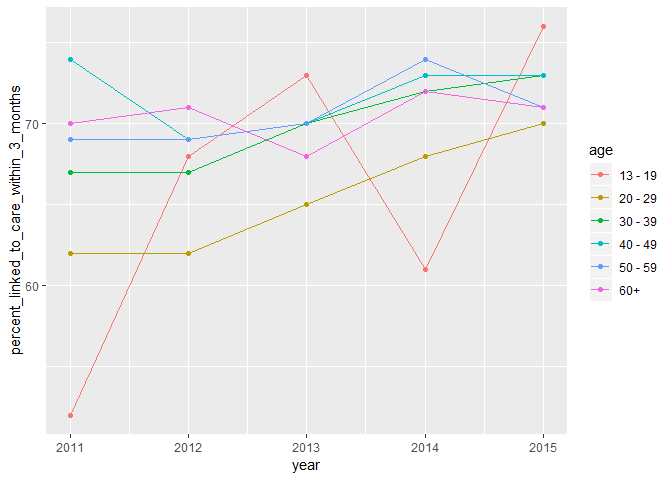 percent_linked_to_care_within_3_months
70
60
2011 2012 2013 2014 2015
year
age
13 - 19
20 - 29
30 - 39
40 - 49
50 - 59
60+